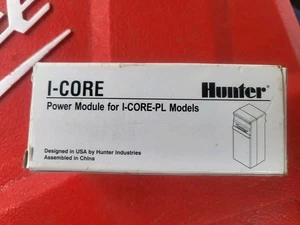 I-CORE
Hunter®
Power Module for I-CORE-PL Models
Designed in USA by Hunter Industries
Assembled in China